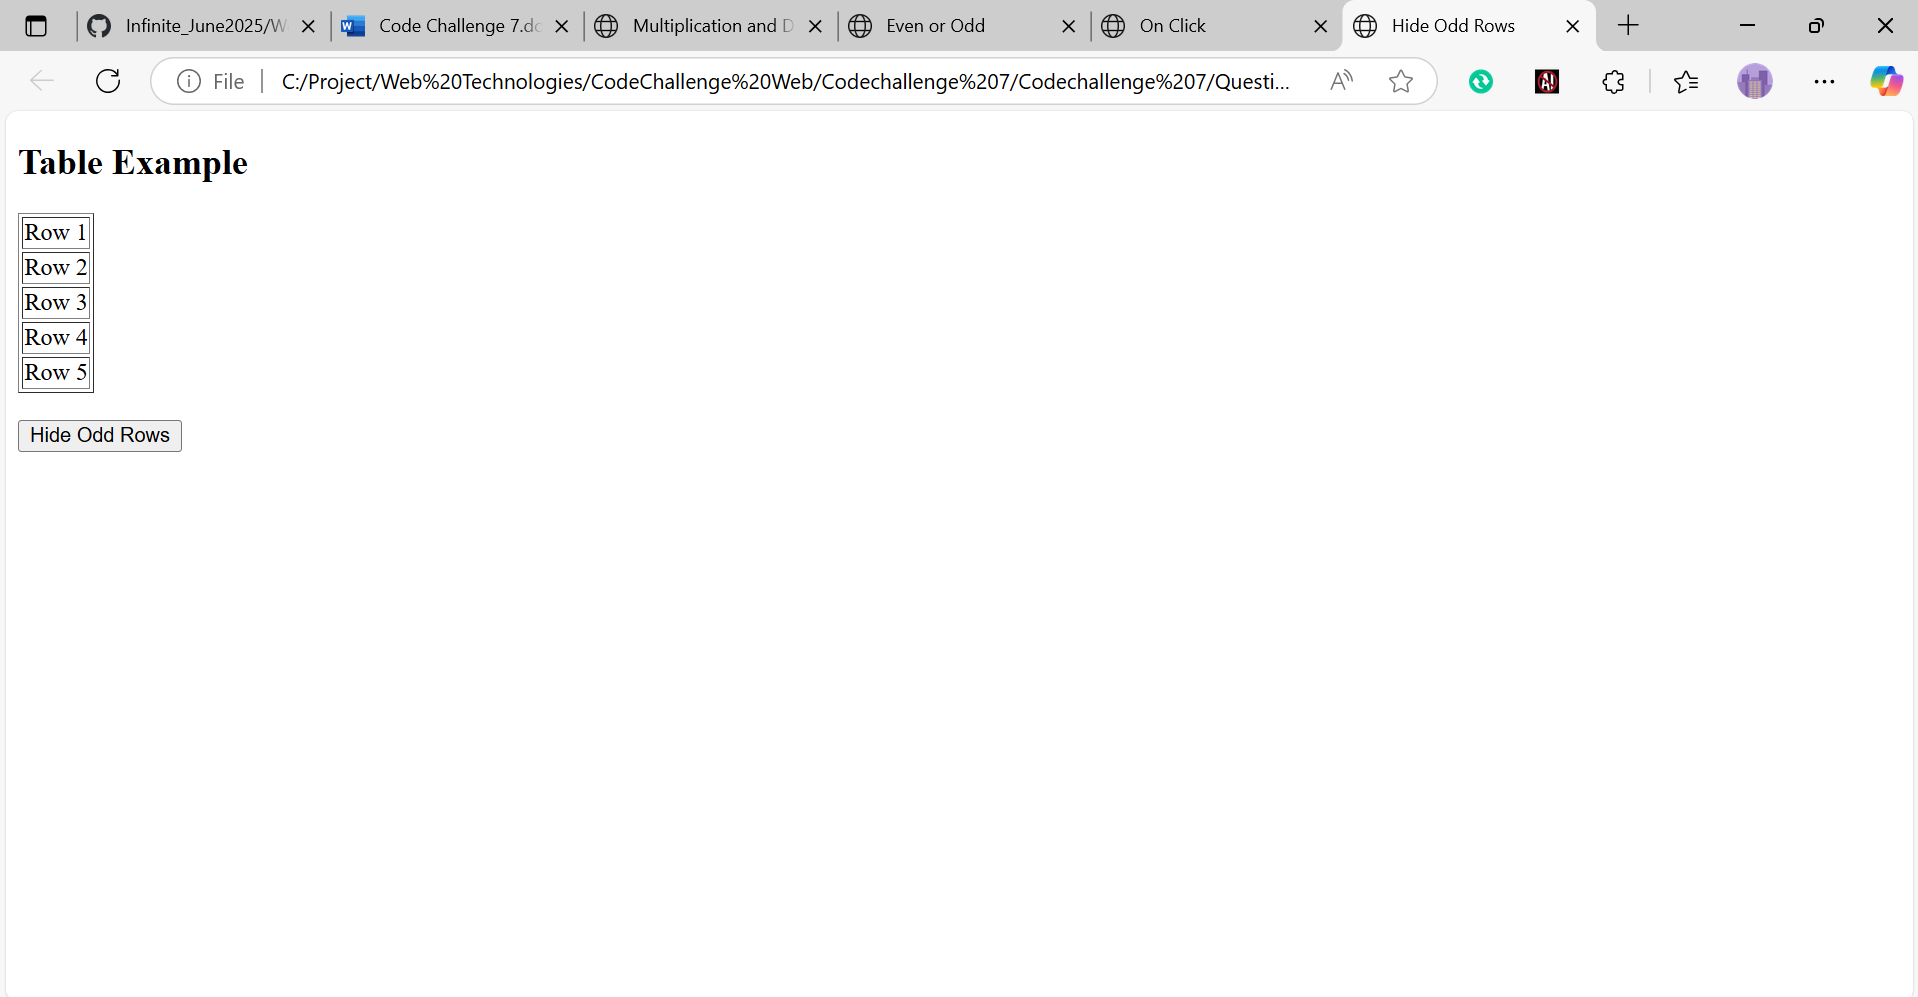 Infinite_June2025/W
Code Challenge 7.dc
Multiplication and D
Even or Odd
On Click
Hide Odd Rows
File
C:/Project/Web%20Technologies/CodeChallenge%20Web/Codechallenge%207/Codechallenge%207/Questi...
Table Example
Row 1
Row 2
Row 3
Row 4
Row 5
Hide Odd Rows